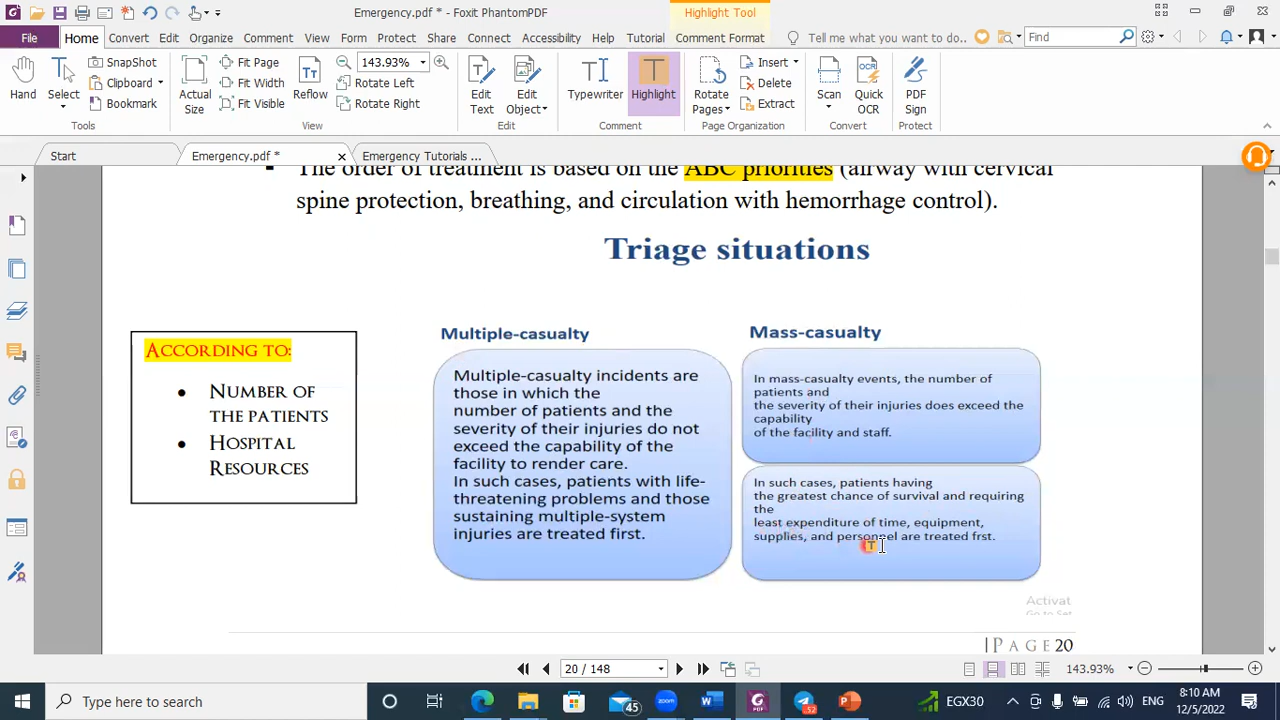 Emergency.pdf * - Foxit PhantomPDF
Highlight Tool
File Home Convert Edit Organize Comment View Form Protect Share Connect Accessibility Help Tutorial Comment Format
Tell me what you want to do..
Find
Hand
Select
SnapShot
Clipboard
Bookmark
Tools
Actual Size
Fit Page
Fit Width
Fit Visible
Reflow
143.93%
Rotate Left
Rotate Right
View
Edit Text
Edit Object
Edit
Typewriter
Highlight
Comment
Rotate Pages
Insert
Delete
Extract
Page Organization
Scan
Quick OCR
Convert
PDF Sign
Protect
Start
Emergency.pdf *
Emergency Tutorials ...
The order of treatment is based on the ABC priorities (airway with cervical
spine protection, breathing, and circulation with hemorrhage control).
Triage situations
ACCORDING TO:
• NUMBER OF
THE PATIENTS
• HOSPITAL
RESOURCES
Multiple-casualty
Multiple-casualty incidents are
those in which the
number of patients and the
severity of their injuries do not
exceed the capability of the
facility to render care.
In such cases, patients with life-
threatening problems and those
sustaining multiple-system
injuries are treated first.
Mass-casualty
In mass-casualty events, the number of
patients and
the severity of their injuries does exceed the
capability
of the facility and staff.
In such cases, patients having
the greatest chance of survival and requiring
the
least expenditure of time, equipment,
supplies, and personnel are treated frst.
Activat
Go to Set
| PAGE 20
20 / 148
143.93%
Type here to search
45
zoom
52
EGX30
ENG
8:10 AM
12/5/2022